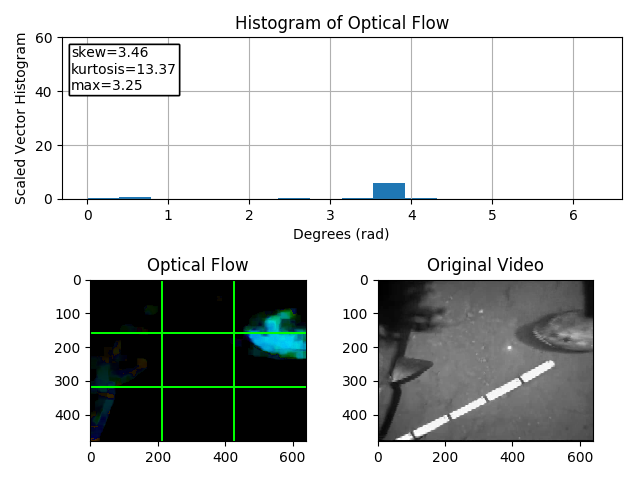 Histogram of Optical Flow
Scaled Vector Histogram
60
40
20
0
skew=3.46
kurtosis=13.37
max=3.25
0 1 2 3 4 5 6
Degrees (rad)
Optical Flow
0
100
200
300
400
0 200 400 600
Original Video
0
100
200
300
400
0 200 400 600